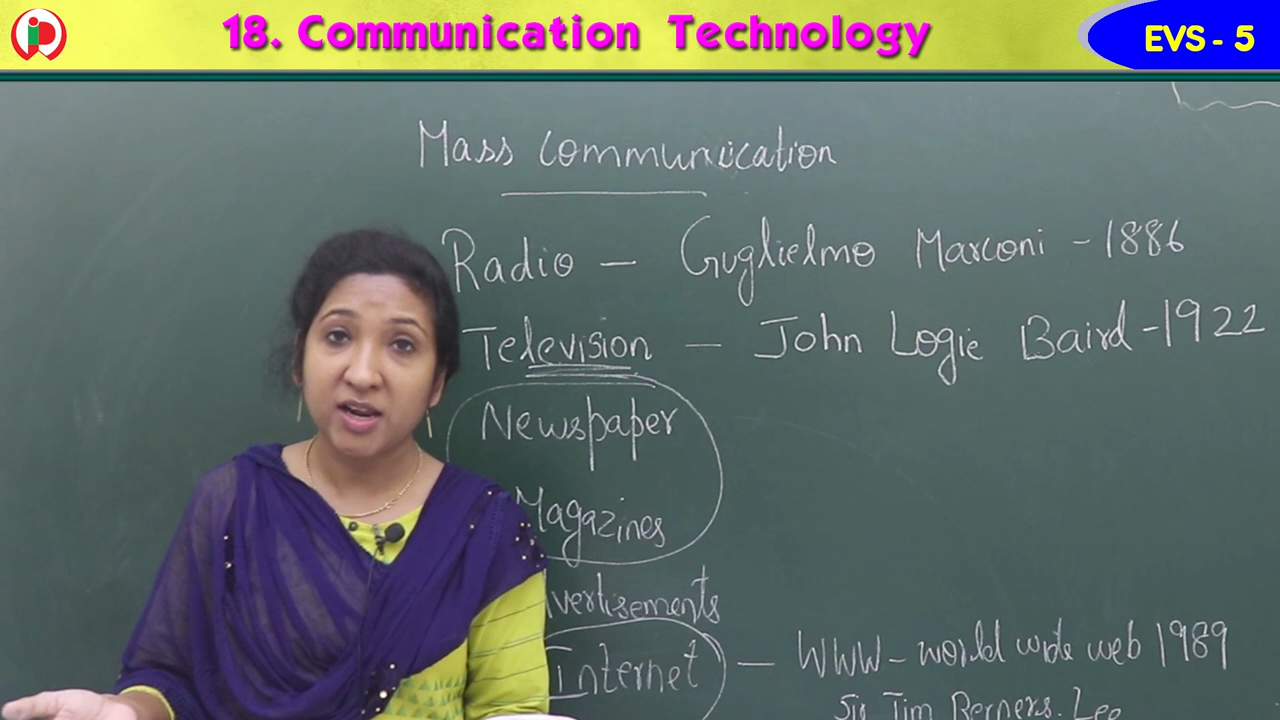 18. Communication Technology
EVS - 5
Mass communication
Radio - Guglielmo Marconi - 1886
Television - John Logie Baird - 1922
Newspaper
Magazines
vertisements
Internet - WWW - world wide web 1989
Sir Tim Berners. Lee